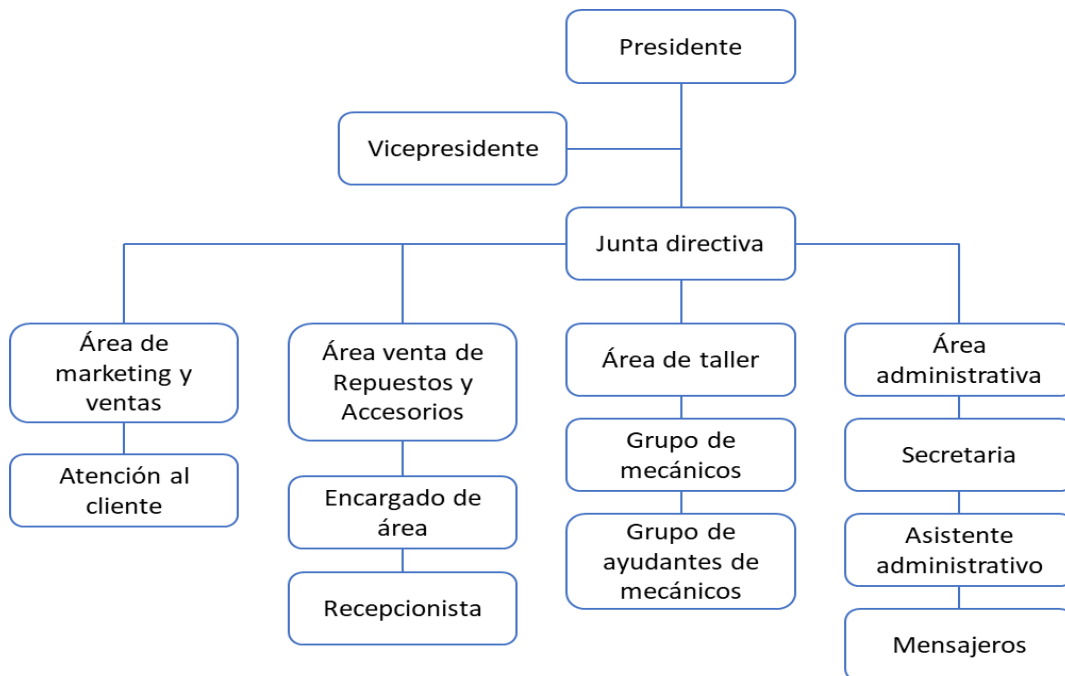 Presidente
Vicepresidente
Junta directiva
Área de
marketing y
ventas
Atención al
cliente
Área venta de
Repuestos y
Accesorios
Encargado de
área
Recepcionista
Área de taller
Grupo de
mecánicos
Grupo de
ayudantes de
mecánicos
Área
administrativa
Secretaria
Asistente
administrativo
Mensajeros